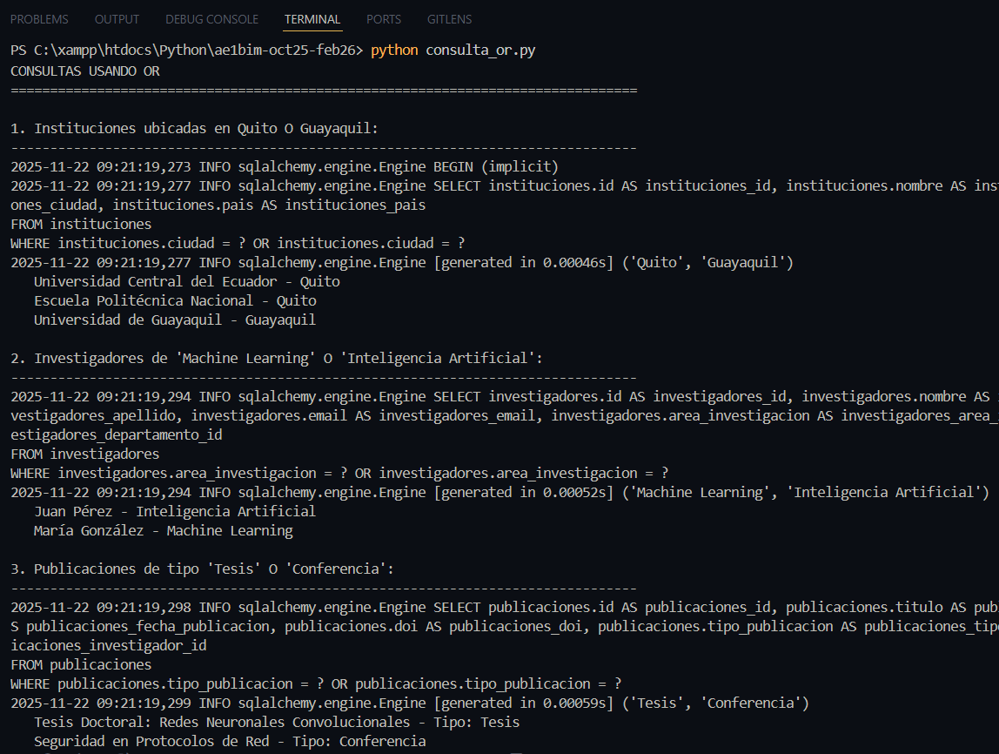 PROBLEMS OUTPUT DEBUG CONSOLE TERMINAL PORTS GITLENS
PS C:\xampp\htdocs\Python\ae1bim-oct25-feb26> python consulta_or.py
CONSULTAS USANDO OR
================================================================================
1. Instituciones ubicadas en Quito O Guayaquil:
--------------------------------------------------------------------------------
2025-11-22 09:21:19,273 INFO sqlalchemy.engine.Engine BEGIN (implicit)
2025-11-22 09:21:19,277 INFO sqlalchemy.engine.Engine SELECT instituciones.id AS instituciones_id, instituciones.nombre AS inst
ones_ciudad, instituciones.pais AS instituciones_pais
FROM instituciones
WHERE instituciones.ciudad = ? OR instituciones.ciudad = ?
2025-11-22 09:21:19,277 INFO sqlalchemy.engine.Engine [generated in 0.00046s] ('Quito', 'Guayaquil')
Universidad Central del Ecuador - Quito
Escuela Politécnica Nacional - Quito
Universidad de Guayaquil - Guayaquil
2. Investigadores de 'Machine Learning' O 'Inteligencia Artificial':
--------------------------------------------------------------------------------
2025-11-22 09:21:19,294 INFO sqlalchemy.engine.Engine SELECT investigadores.id AS investigadores_id, investigadores.nombre AS
vestigadores_apellido, investigadores.email AS investigadores_email, investigadores.area_investigacion AS investigadores_area_
estigadores_departamento_id
FROM investigadores
WHERE investigadores.area_investigacion = ? OR investigadores.area_investigacion = ?
2025-11-22 09:21:19,294 INFO sqlalchemy.engine.Engine [generated in 0.00052s] ('Machine Learning', 'Inteligencia Artificial')
Juan Pérez - Inteligencia Artificial
María González - Machine Learning
3. Publicaciones de tipo 'Tesis' O 'Conferencia':
--------------------------------------------------------------------------------
2025-11-22 09:21:19,298 INFO sqlalchemy.engine.Engine SELECT publicaciones.id AS publicaciones_id, publicaciones.titulo AS pub
S publicaciones_fecha_publicacion, publicaciones.doi AS publicaciones_doi, publicaciones.tipo_publicacion AS publicaciones_tip
icaciones_investigador_id
FROM publicaciones
WHERE publicaciones.tipo_publicacion = ? OR publicaciones.tipo_publicacion = ?
2025-11-22 09:21:19,299 INFO sqlalchemy.engine.Engine [generated in 0.00059s] ('Tesis', 'Conferencia')
Tesis Doctoral: Redes Neuronales Convolucionales - Tipo: Tesis
Seguridad en Protocolos de Red - Tipo: Conferencia